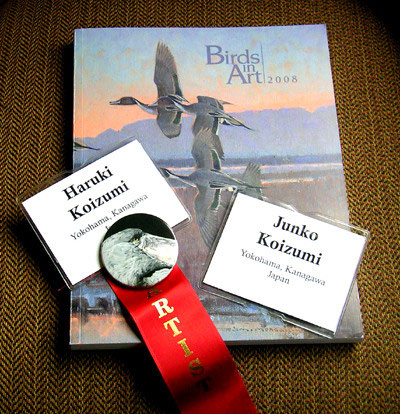 Birds
in
Art 2008
Haruki
Koizumi
Yokohama, Kanagawa
Junko
Koizumi
Yokohama, Kanagawa
Japan
ARTIST